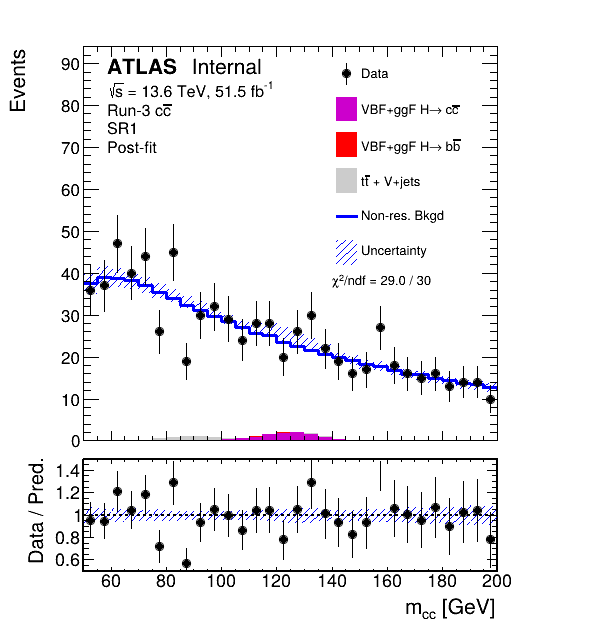 Events
ATLAS Internal
√s = 13.6 TeV, 51.5 fb⁻¹
Run-3 cc̅
SR1
Post-fit
Data
VBF+ggF H→ cc̅
VBF+ggF H→ bb̅
tt̅ + V+jets
Non-res. Bkgd
Uncertainty
χ²/ndf = 29.0 / 30
90
80
70
60
50
40
30
20
10
0
Data / Pred.
1.4
1.2
1
0.8
0.6
60 80 100 120 140 160 180 200
m_cc [GeV]